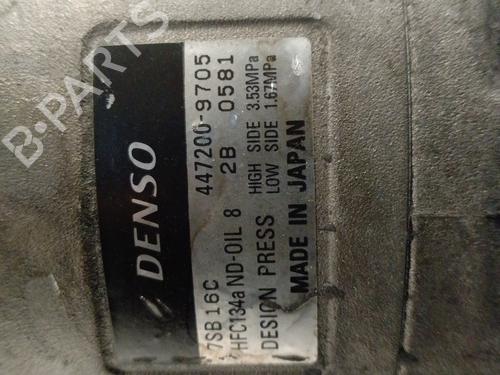 DENSO
7SB16C 447200-9705
HFC134a ND-OIL 8 2B 0581
DESIGN PRESS HIGH SIDE 3.53MPa
LOW SIDE 1.67MPa
MADE IN JAPAN
B-PARTS